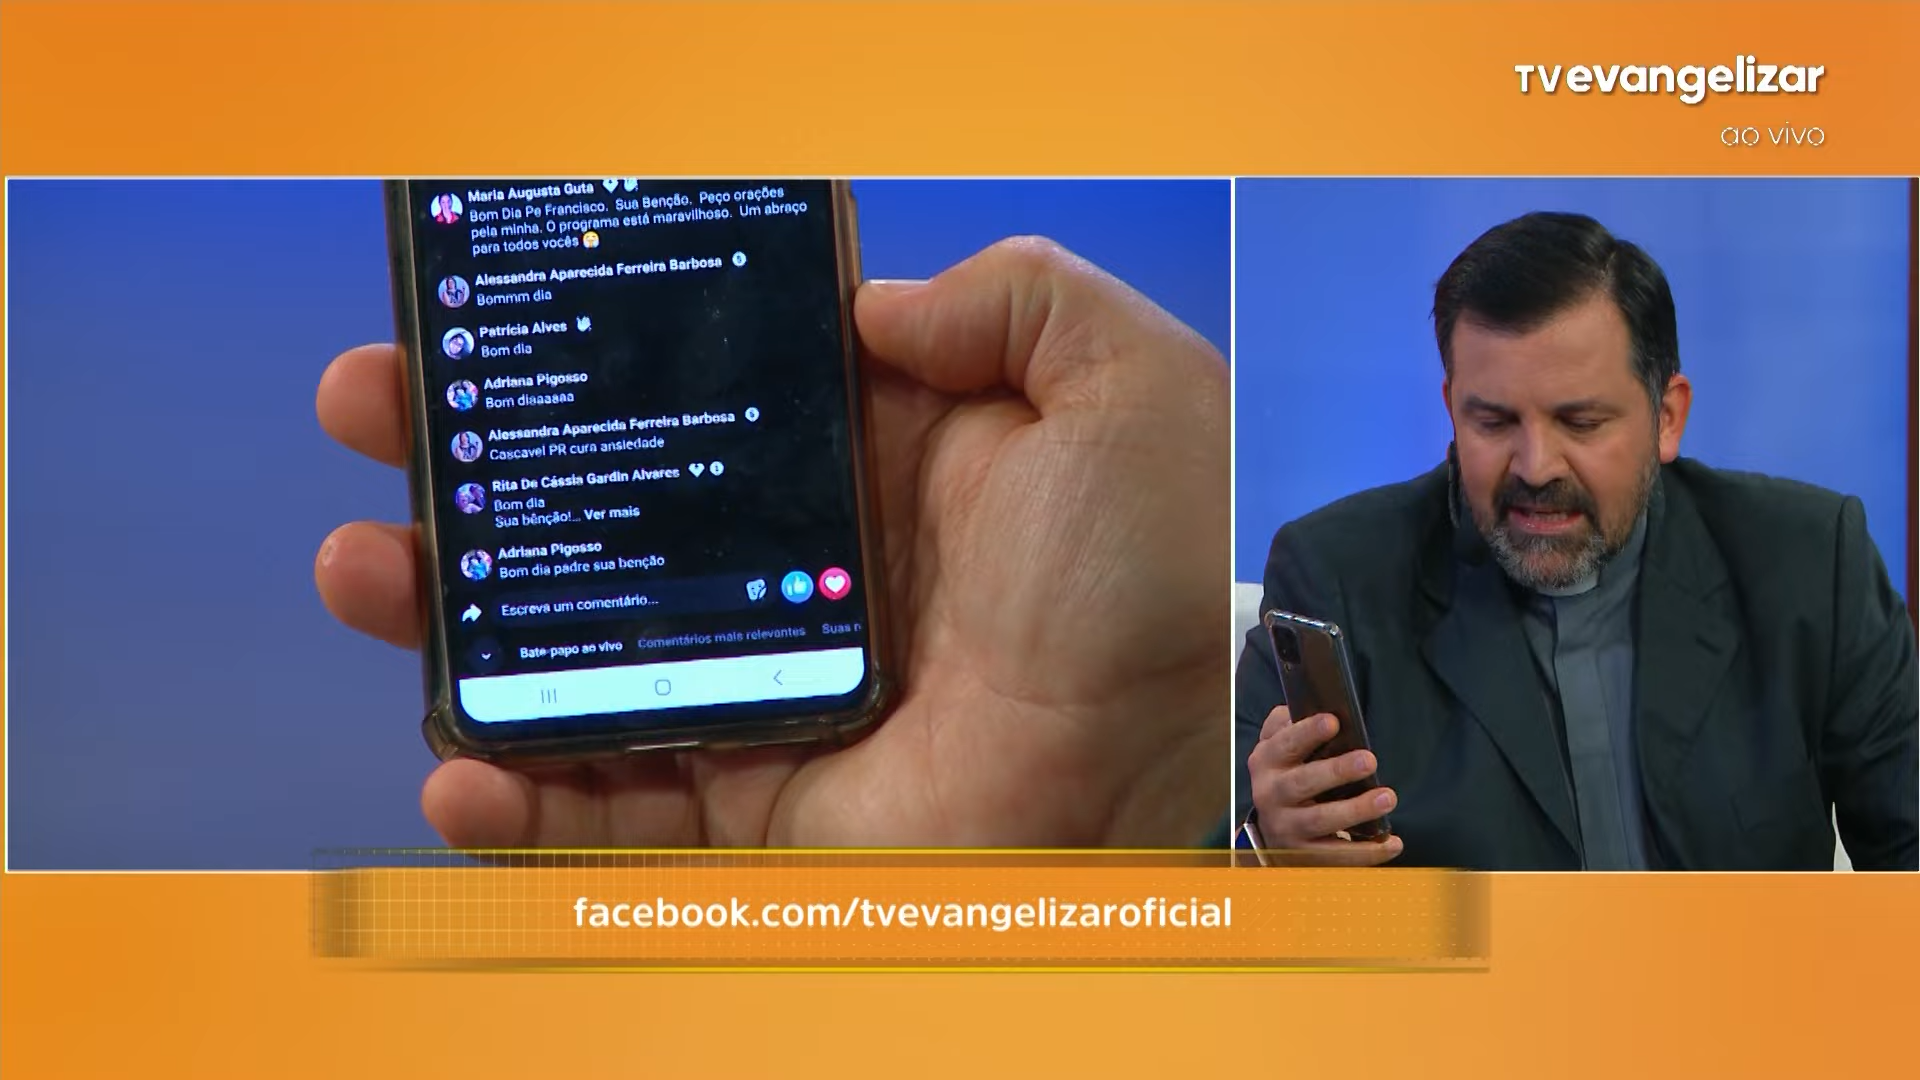 TVevangelizar
ao vivo
Maria Augusta Guta
Bom Dia Pe Francisco. Sua Benção. Peço orações
pela minha. O programa está maravilhoso. Um abraço
para todos vocês
Alessandra Aparecida Ferreira Barbosa
Bommm dia
Patrícia Alves
Bom dia
Adriana Pigosso
Bom diaaaaaa
Alessandra Aparecida Ferreira Barbosa
Cascavel PR cura ansiedade
Rita De Cássia Gardin Alvares
Bom dia
Sua bênção!... Ver mais
Adriana Pigosso
Bom dia padre sua benção
Escreva um comentário...
Bate-papo ao vivo Comentários mais relevantes Suas r
facebook.com/tvevangelizaroficial